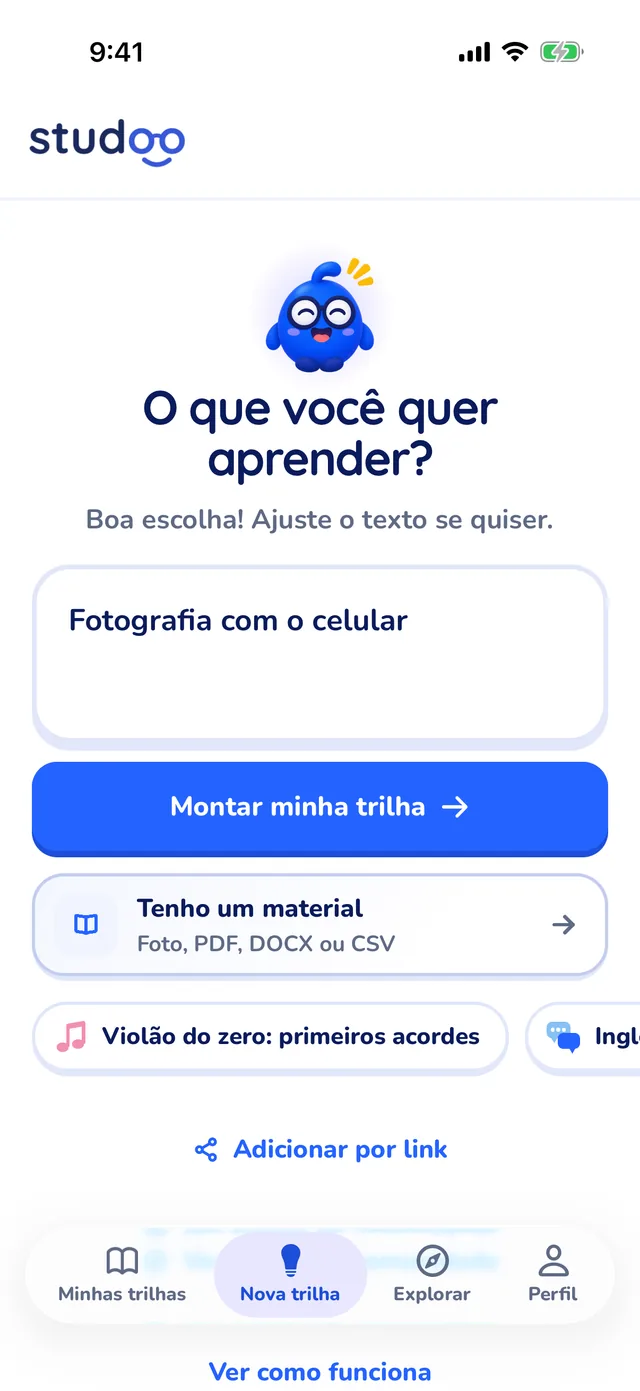 9:41
studoo
O que você quer
aprender?
Boa escolha! Ajuste o texto se quiser.
Fotografia com o celular
Montar minha trilha
Tenho um material
Foto, PDF, DOCX ou CSV
Violão do zero: primeiros acordes
Adicionar por link
Minhas trilhas
Nova trilha
Explorar
Perfil
Ver como funciona